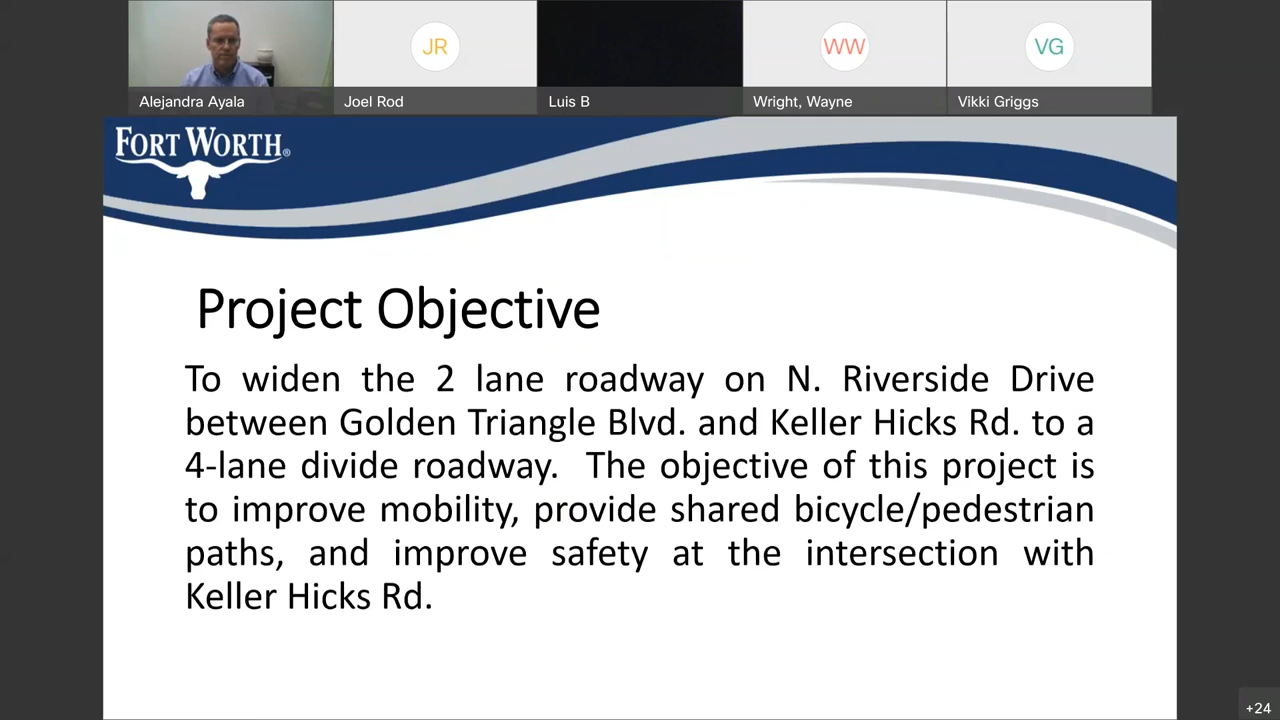 JR
WW
VG
Alejandra Ayala
Joel Rod
Luis B
Wright, Wayne
Vikki Griggs
FORT WORTH®
Project Objective
To widen the 2 lane roadway on N. Riverside Drive
between Golden Triangle Blvd. and Keller Hicks Rd. to a
4-lane divide roadway. The objective of this project is
to improve mobility, provide shared bicycle/pedestrian
paths, and improve safety at the intersection with
Keller Hicks Rd.
+24